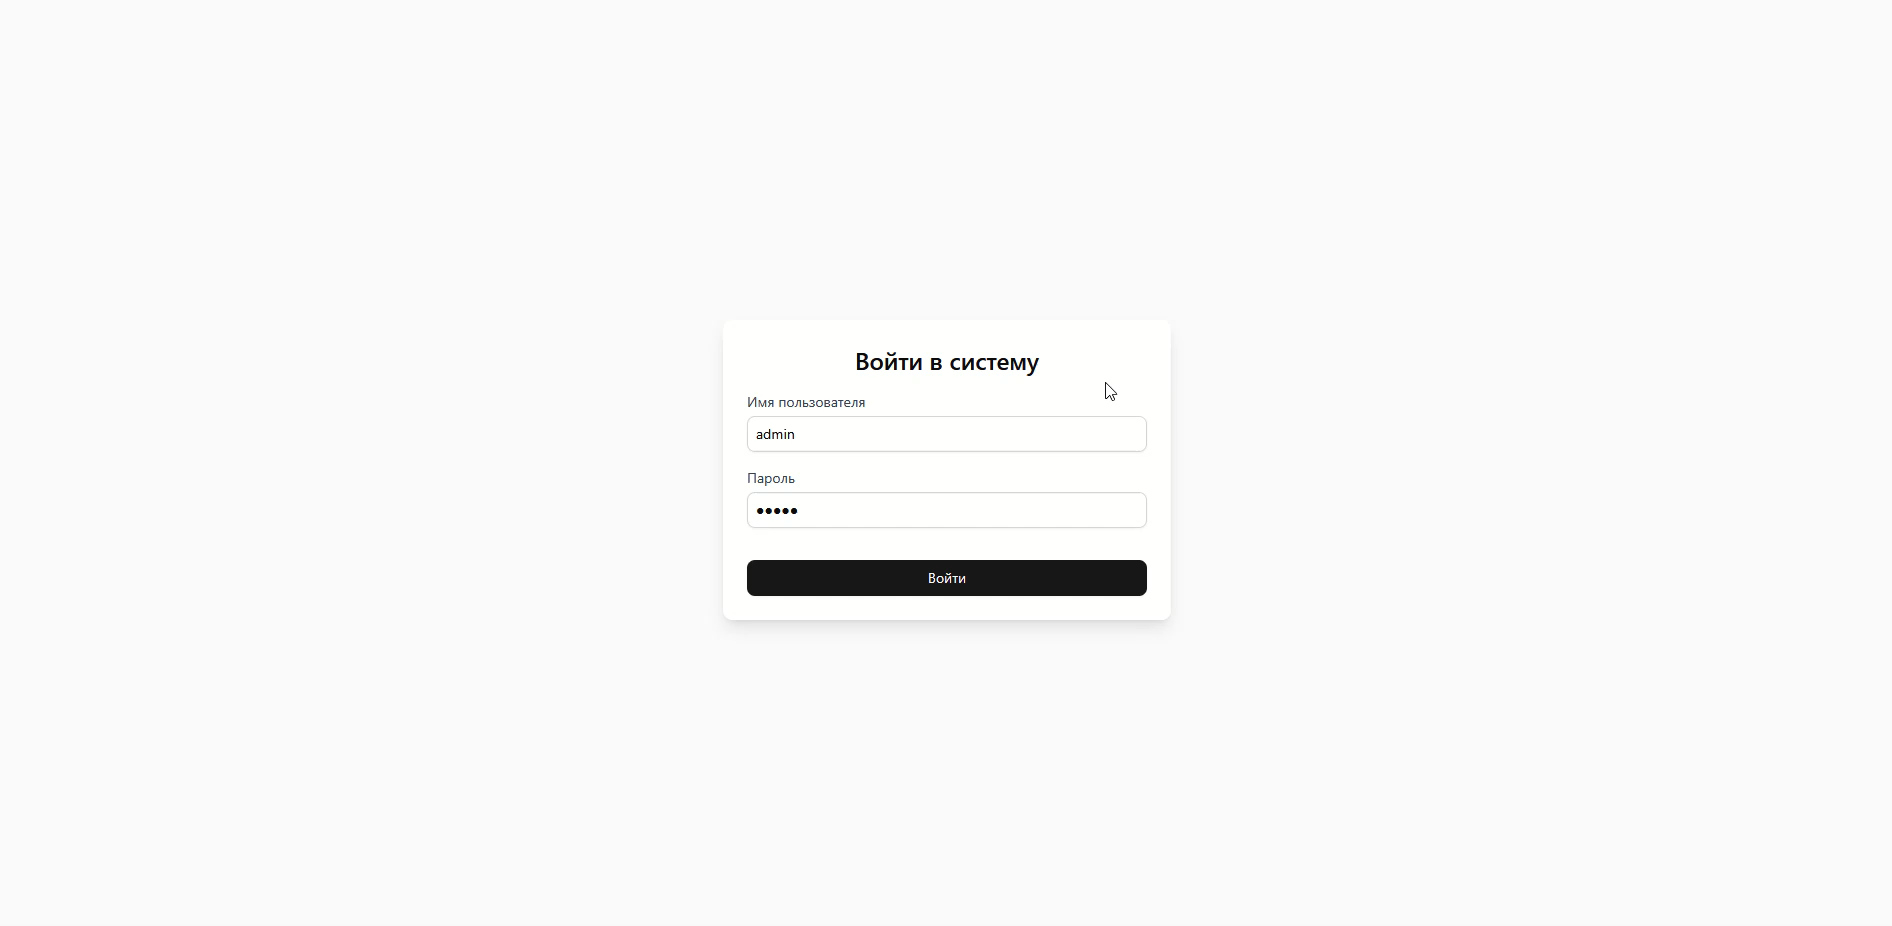 Войти в систему
Имя пользователя
admin
Пароль
•••••
Войти